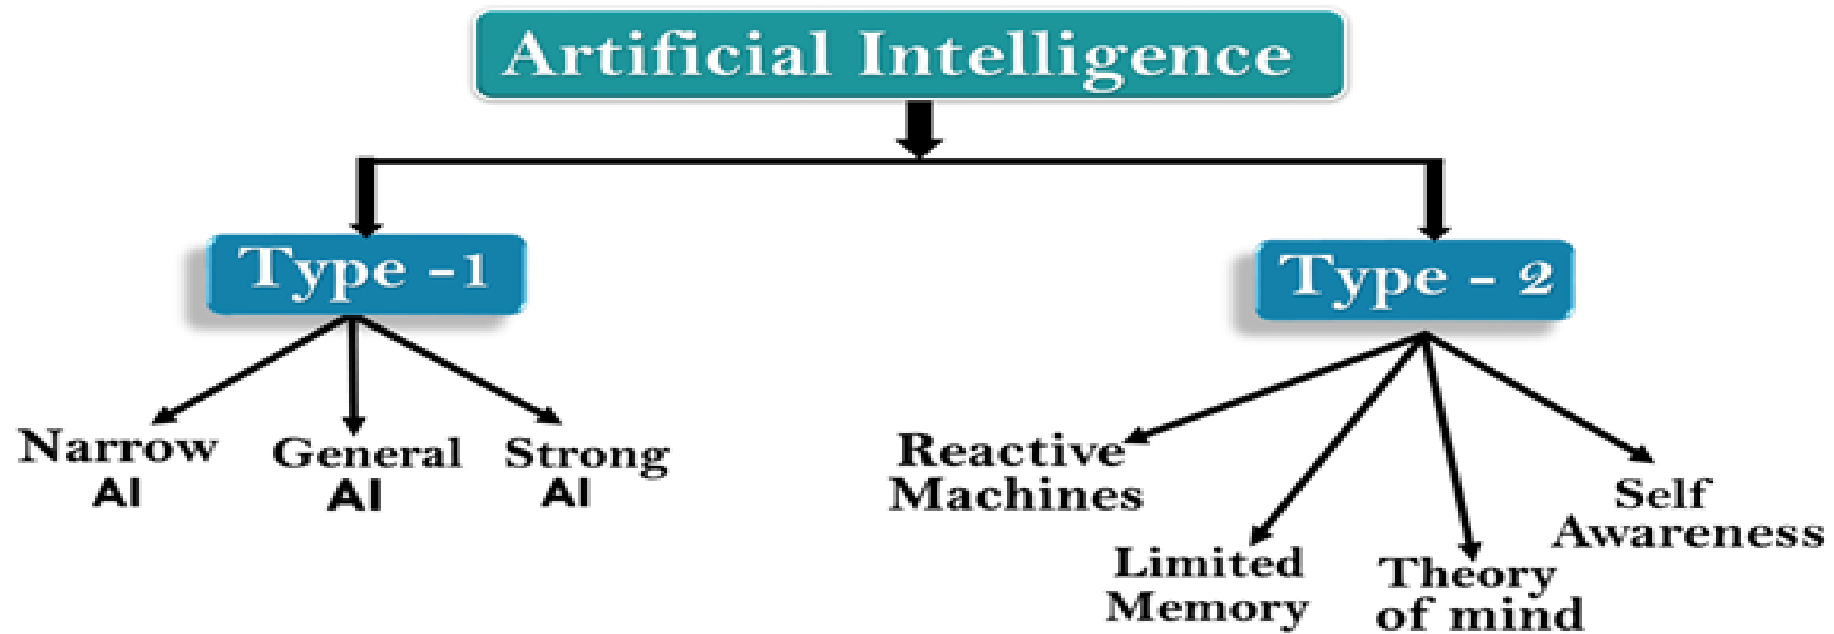 Artificial Intelligence
Type -1
Type - 2
Narrow
AI
General
AI
Strong
AI
Reactive
Machines
Limited
Memory
Theory
of mind
Self
Awareness